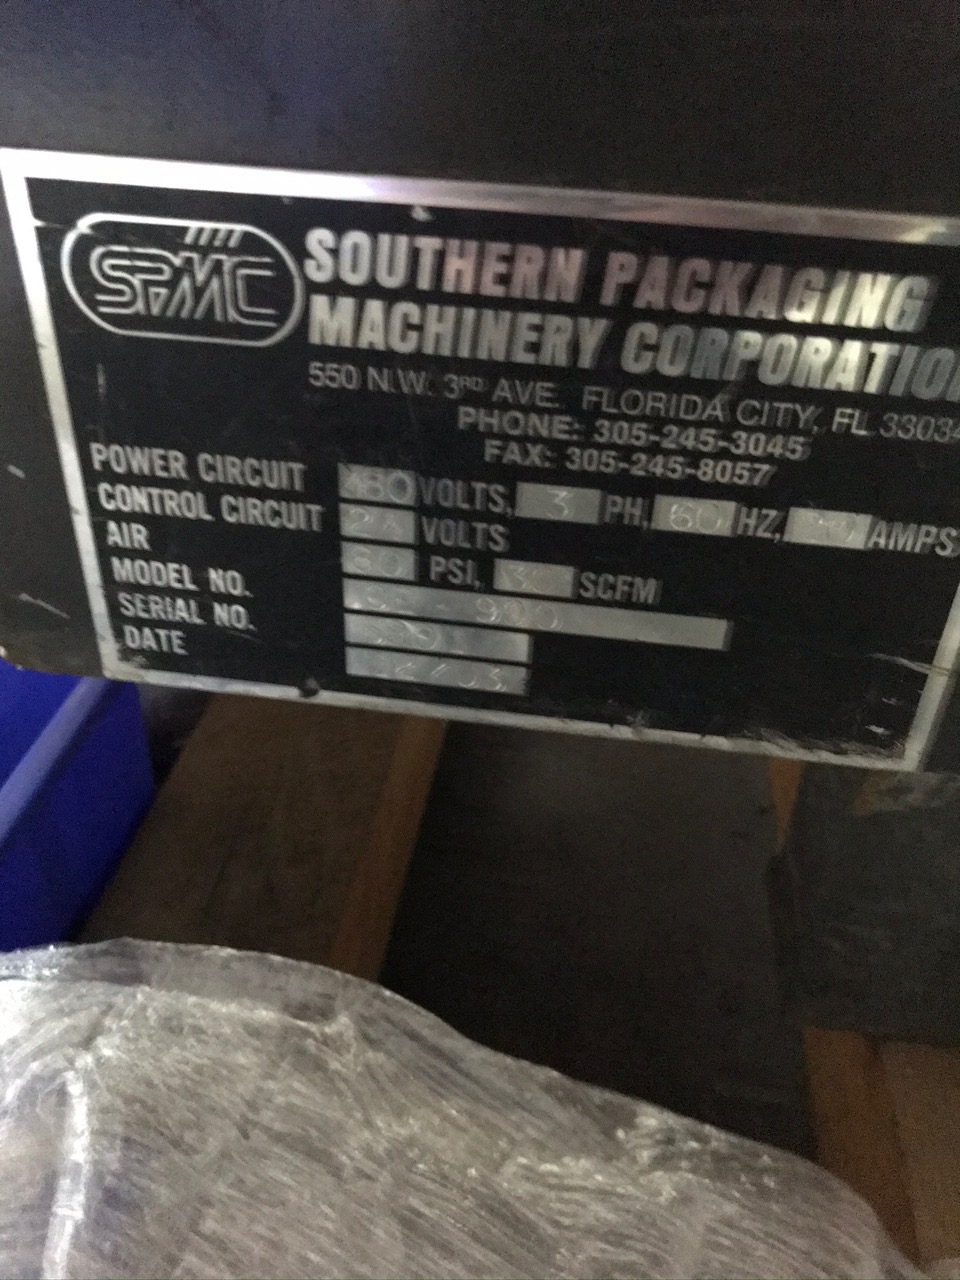 SPMC
SOUTHERN PACKAGING
MACHINERY CORPORATIO
550 N.W. 3RD AVE. FLORIDA CITY, FL 33034
PHONE: 305-245-3045
FAX: 305-245-8057
POWER CIRCUIT 480 VOLTS, 3 PH, 60 HZ, AMPS
CONTROL CIRCUIT 24 VOLTS
AIR 80 PSI, SCFM
MODEL NO.
SERIAL NO.
DATE